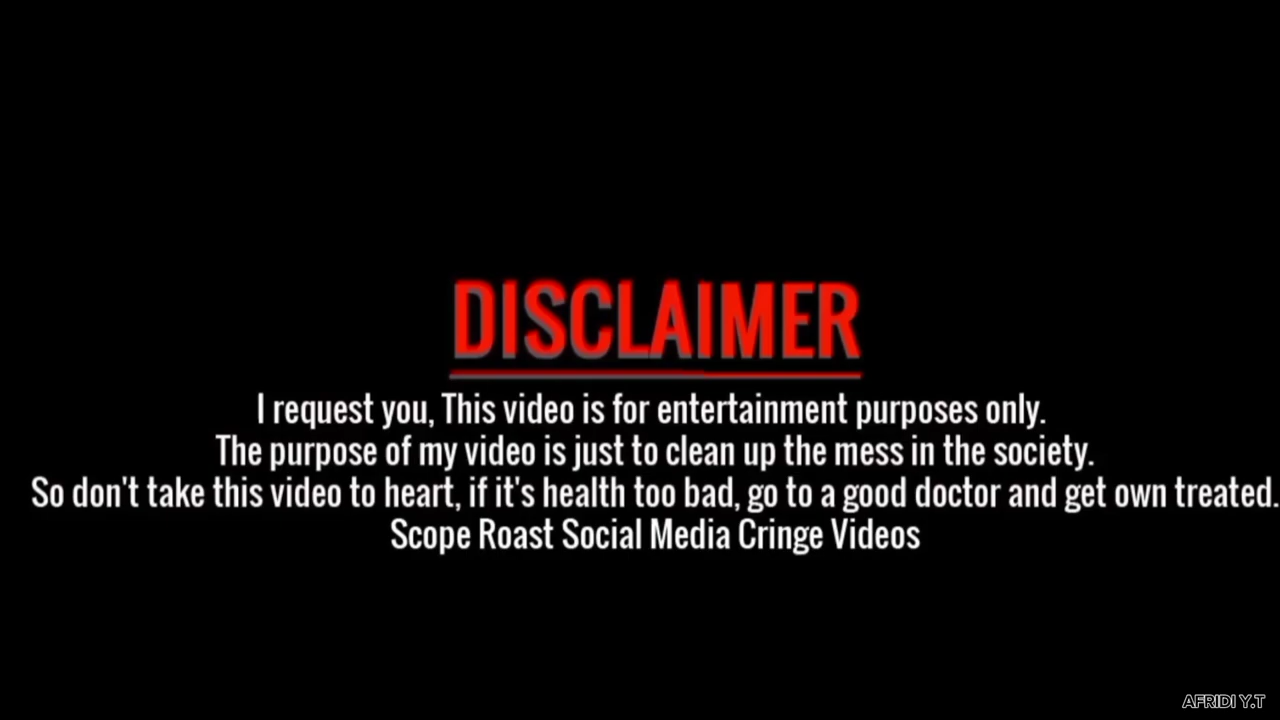 DISCLAIMER
I request you, This video is for entertainment purposes only.
The purpose of my video is just to clean up the mess in the society.
So don't take this video to heart, if it's health too bad, go to a good doctor and get own treated.
Scope Roast Social Media Cringe Videos
AFRIDI Y.T